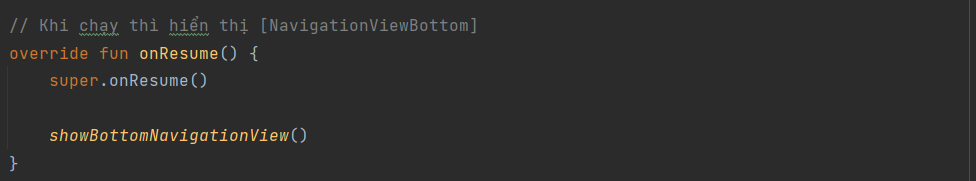 // Khi chạy thì hiển thị [NavigationViewBottom]
override fun onResume() {
    super.onResume()
    showBottomNavigationView()
}